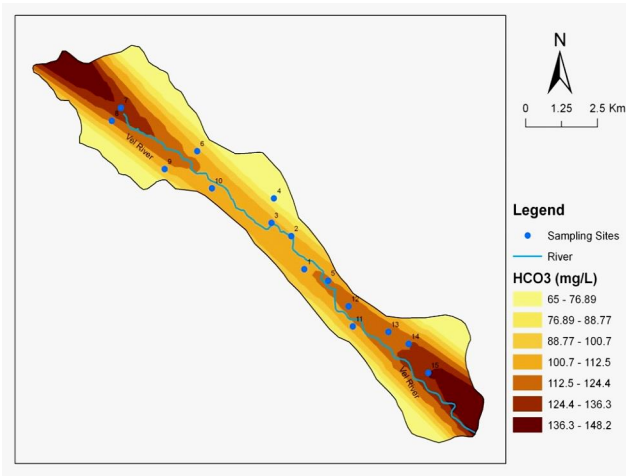 N
0 1.25 2.5 Km
7
8
Vel River
6
9
10
4
3
2
1
5
12
11
13
14
15
Vel River
Legend
Sampling Sites
River
HCO3 (mg/L)
65 - 76.89
76.89 - 88.77
88.77 - 100.7
100.7 - 112.5
112.5 - 124.4
124.4 - 136.3
136.3 - 148.2